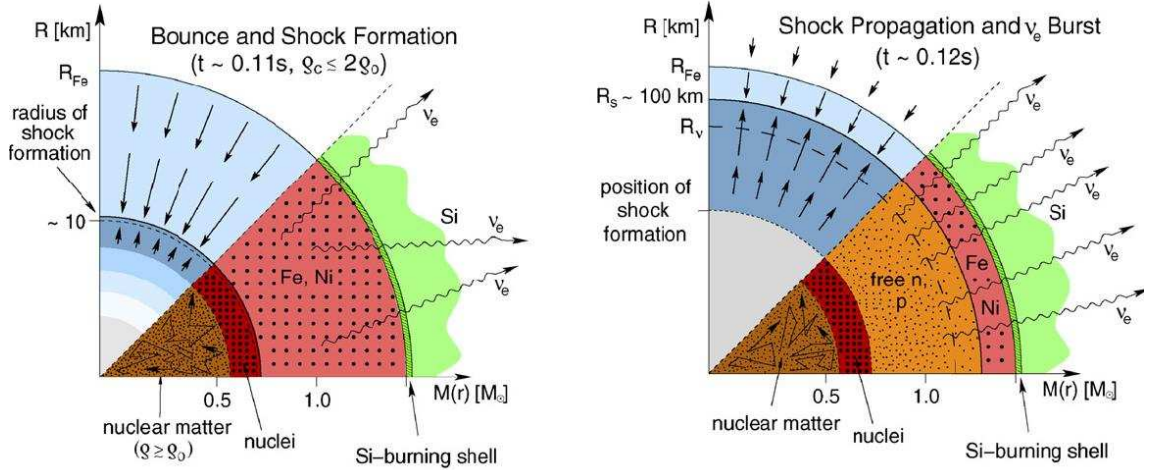 Bounce and Shock Formation
(t ~ 0.11s, ϱc ≤ 2ϱ₀)
R [km]
R_Fe
radius of
shock
formation
~ 10
νe
Si
νe
Fe, Ni
νe
0.5
1.0
M(r) [M☉]
nuclear matter
(ϱ ≥ ϱ₀)
nuclei
Si–burning shell
Shock Propagation and νe Burst
(t ~ 0.12s)
R [km]
R_Fe
Rs ~ 100 km
Rν
position of
shock
formation
νe
νe
νe
Si
νe
Fe
free n,
p
Ni
νe
0.5
1.0
M(r) [M☉]
nuclear matter
nuclei
Si–burning shell